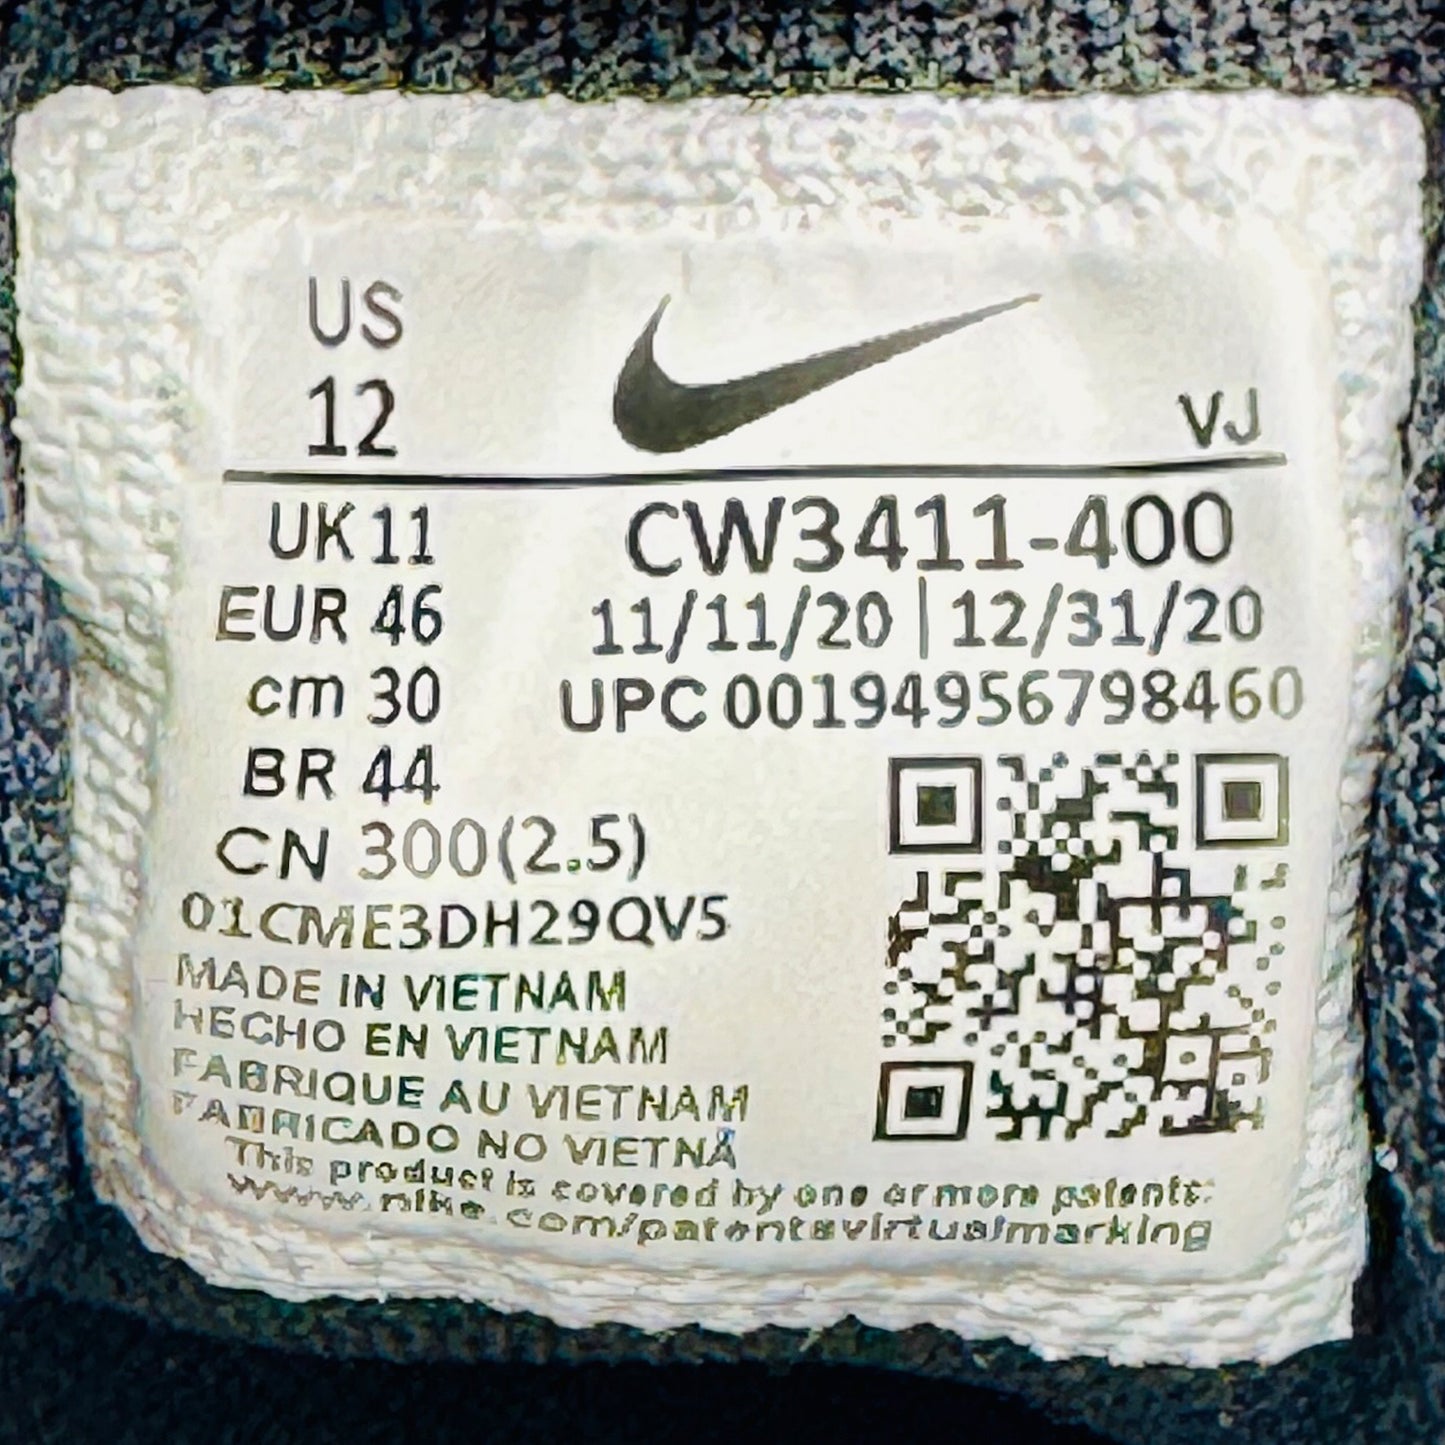 US
12
VJ
UK 11
EUR 46
cm 30
BR 44
CN 300(2.5)
CW3411-400
11/11/20 | 12/31/20
UPC 00194956798460
01CME3DH29QV5
MADE IN VIETNAM
HECHO EN VIETNAM
FABRIQUE AU VIETNAM
FABRICADO NO VIETNÃ
This product is covered by one or more patents.
www.nike.com/patentsvirtualmarking